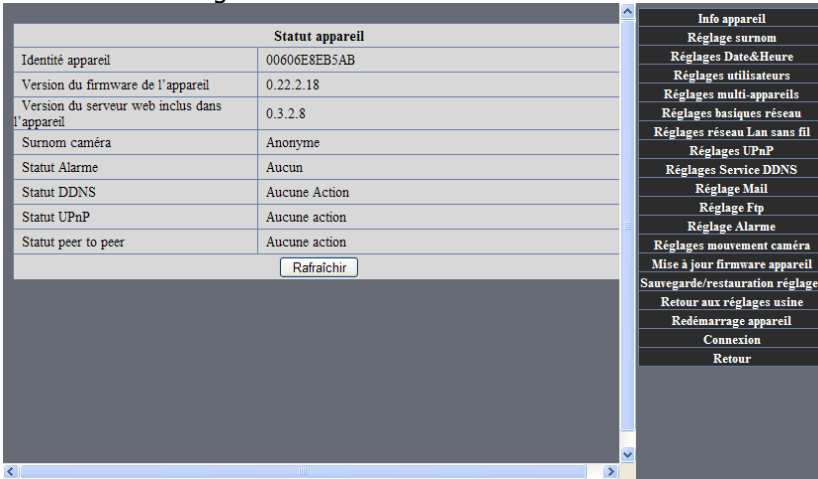 Statut appareil
Identité appareil 00606E8EB5AB
Version du firmware de l'appareil 0.22.2.18
Version du serveur web inclus dans
l'appareil 0.3.2.8
Surnom caméra Anonyme
Statut Alarme Aucun
Statut DDNS Aucune Action
Statut UPnP Aucune action
Statut peer to peer Aucune action
Rafraîchir
Info appareil
Réglage surnom
Réglages Date&Heure
Réglages utilisateurs
Réglages multi-appareils
Réglages basiques réseau
Réglages réseau Lan sans fil
Réglages UPnP
Réglages Service DDNS
Réglage Mail
Réglage Ftp
Réglage Alarme
Réglages mouvement caméra
Mise à jour firmware appareil
Sauvegarde/restauration réglage
Retour aux réglages usine
Redémarrage appareil
Connexion
Retour